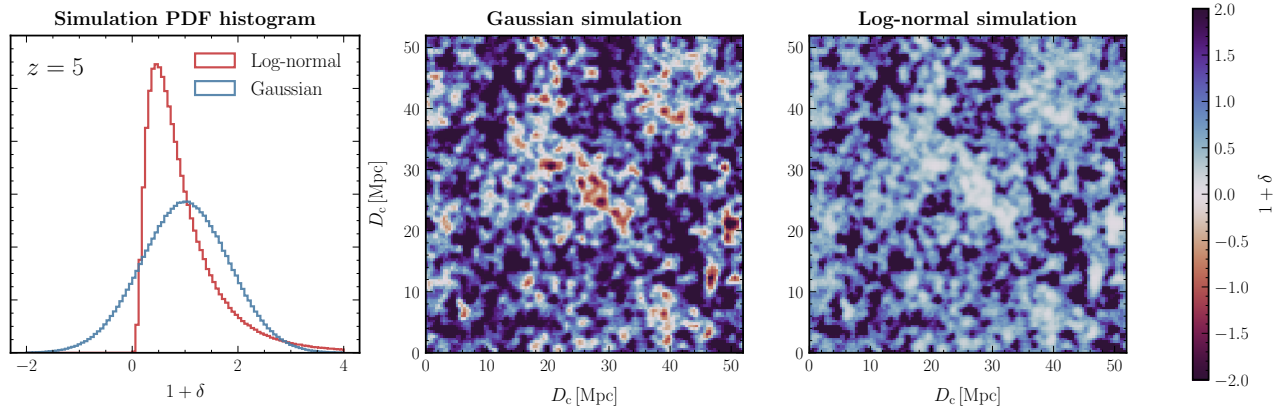 Simulation PDF histogram
z = 5
Log-normal
Gaussian
−2 0 2 4
1 + δ
Gaussian simulation
50
40
30
20
10
0
D_c [Mpc]
0 10 20 30 40 50
D_c [Mpc]
Log-normal simulation
50
40
30
20
10
0
0 10 20 30 40 50
D_c [Mpc]
2.0
1.5
1.0
0.5
0.0
−0.5
−1.0
−1.5
−2.0
1 + δ